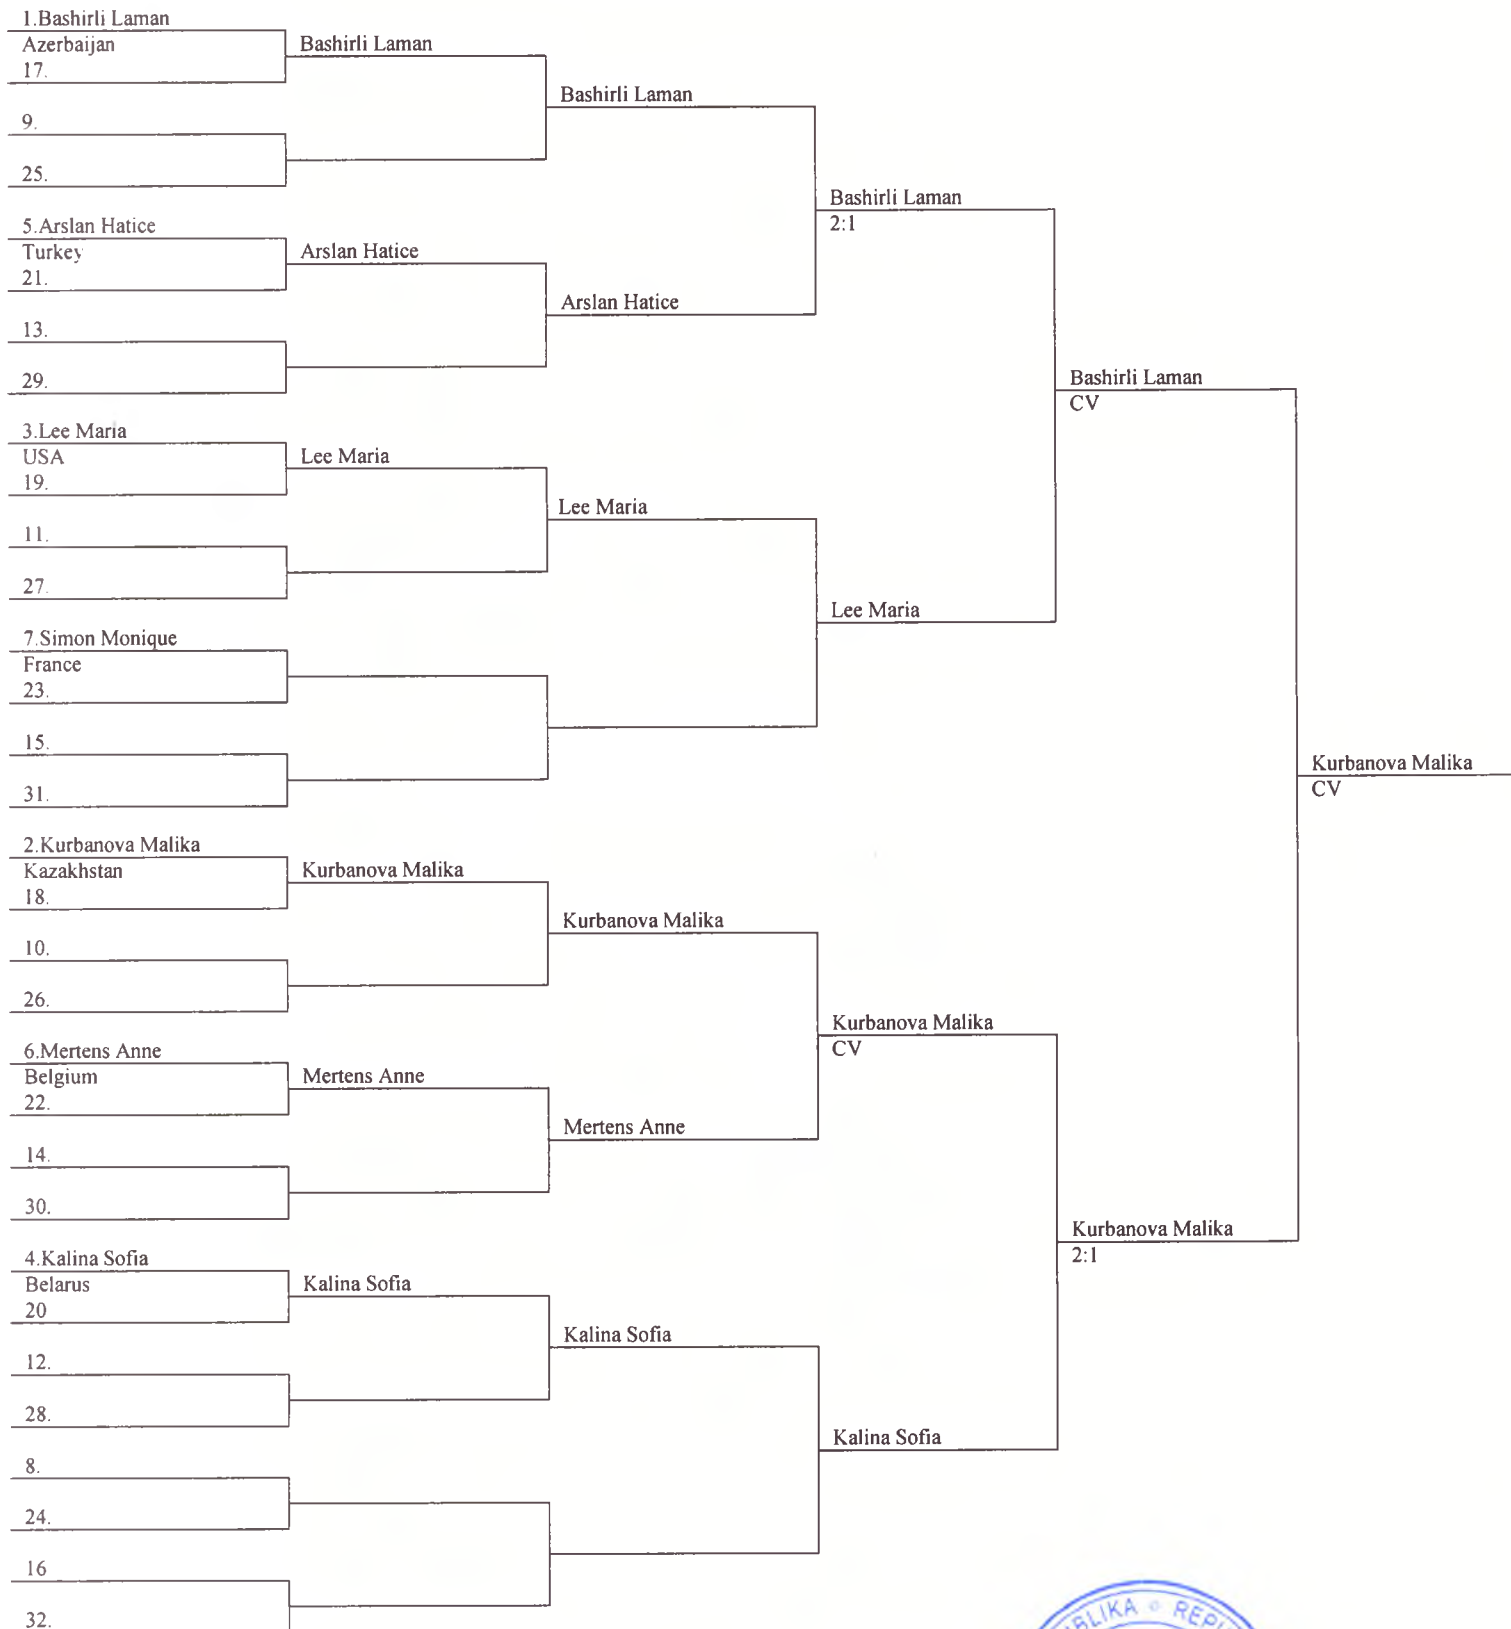 1.Bashirli Laman
Azerbaijan
17.
9.
25.
5.Arslan Hatice
Turkey
21.
13.
29.
3.Lee Maria
USA
19.
11.
27.
7.Simon Monique
France
23.
15.
31.
2.Kurbanova Malika
Kazakhstan
18.
10.
26.
6.Mertens Anne
Belgium
22.
14.
30.
4.Kalina Sofia
Belarus
20
12.
28.
8.
24.
16
32.
Bashirli Laman
Arslan Hatice
Lee Maria
Kurbanova Malika
Mertens Anne
Kalina Sofia
Bashirli Laman
Arslan Hatice
Lee Maria
Kurbanova Malika
Mertens Anne
Kalina Sofia
Bashirli Laman
2:1
Lee Maria
Kurbanova Malika
CV
Kalina Sofia
Bashirli Laman
CV
Kurbanova Malika
2:1
Kurbanova Malika
CV